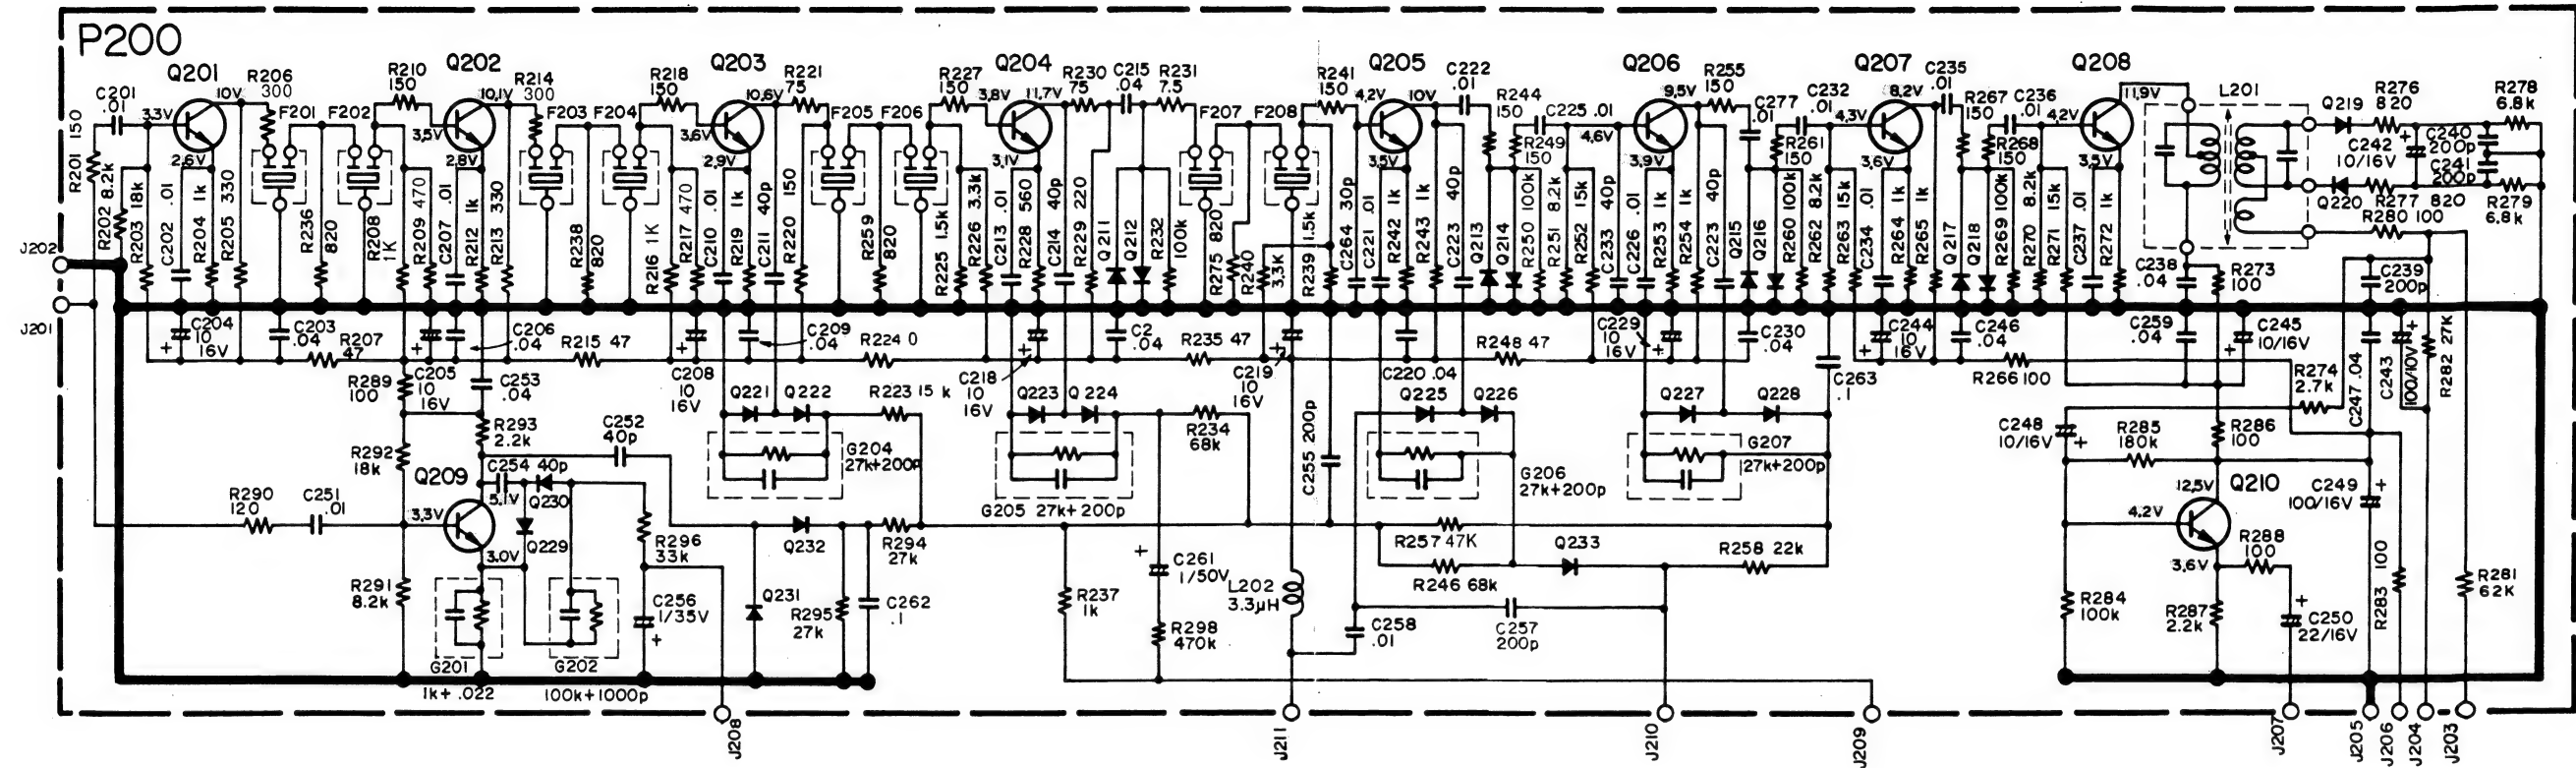 P200
Q201
Q202
Q203
Q204
Q205
Q206
Q207
Q208
C201
.01
3.3V
10V
R206
300
F201
F202
R210
150
3.5V
10.1V
R214
300
F203
F204
R218
150
3.6V
10.6V
R221
75
F205
F206
R227
150
3.8V
11.7V
R230
75
C215
.04
R231
7.5
F207
F208
R241
150
4.2V
10V
C222
.01
R244
150
C225 .01
R249
150
4.6V
9.5V
R255
150
C277
.01
C232
.01
R261
150
4.3V
8.2V
C235
.01
R267
150
C236
.01
R268
150
4.2V
11.9V
L201
Q219
R276
820
R278
6.8k
C240
200p
C242
10/16V
C241
200p
Q220
R277 820
R279
6.8k
R280 100
2.6V
2.8V
2.9V
3.1V
3.5V
3.9V
3.6V
3.5V
R201 150
R202 8.2k
R203 18k
C202 .01
R204 1k
R205 330
R236
820
R208
1K
R209 470
C207 .01
R212 1k
R213 330
R238
820
R216 1K
R217 470
C210 .01
R219 1k
C211 40p
R220 150
R259
820
R225 1.5k
R226 3.3k
C213 .01
R228 560
C214 40p
R229 220
Q211
Q212
R232
100k
R275 820
R240
3.3K
R239 1.5k
C264 30p
C221 .01
R242 1k
R243 1k
C223 40p
Q213
Q214
R250 100k
R251 8.2k
R252 15k
C233 40p
C226 .01
R253 1k
R254 1k
C223 40p
Q215
Q216
R260 100k
R262 8.2k
R263 15k
C234 .01
R264 1k
R265 1k
Q217
Q218
R269 100k
R270 8.2k
R271 15k
C237 .01
R272 1k
C238
.04
R273
100
C239
200p
J202
J201
C204
10
16V
C203
.04
R207
47
C205
10
16V
C206
.04
R215 47
C208
10
16V
C209
.04
R224 0
C218
10
16V
C2
.04
R235 47
C219
10
16V
C220 .04
R248 47
C229
10
16V
C230
.04
C263
.1
C244
10
16V
C246
.04
R266 100
C259
.04
C245
10/16V
R274
2.7k
C247 .04
C243
100/10V
R282 27K
R289
100
C253
.04
R293
2.2k
R292
18k
C252
40p
Q221
Q222
R223 15 k
G204
27k+200p
Q223
Q 224
R234
68k
G205 27k+ 200p
C255 200p
Q225
Q226
G206
27k+200p
Q227
Q228
G207
27k+200p
C248
10/16V
R285
180k
R286
100
R290
120
C251
.01
Q209
C254 40p
5.1V
Q230
3.3V
Q229
3.0V
R296
33k
Q232
R294
27k
R257 47K
R246 68k
Q233
R258 22k
12.5V
Q210
C249
100/16V
4.2V
R288
100
3.6V
R291
8.2k
G201
1k+ .022
G202
100k+1000p
C256
1/35V
Q231
R295
27k
C262
.1
R237
1k
C261
1/50V
R298
470k
L202
3.3μH
C258
.01
C257
200p
R284
100k
R287
2.2k
C250
22/16V
R283 100
R281
62K
J208
J211
J210
J209
J207
J205
J206
J204
J203